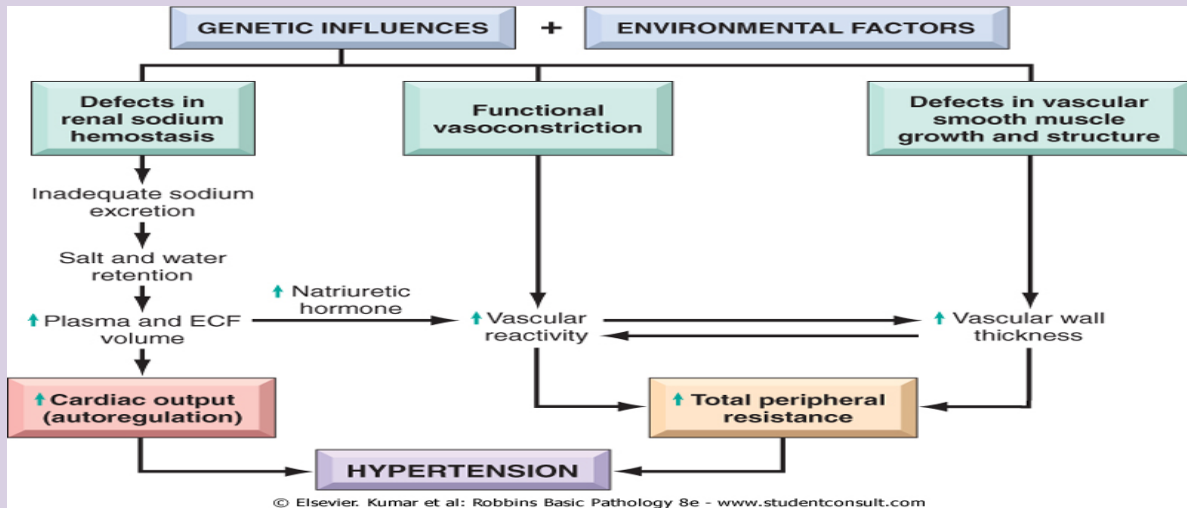 GENETIC INFLUENCES + ENVIRONMENTAL FACTORS
Defects in
renal sodium
hemostasis
Functional
vasoconstriction
Defects in vascular
smooth muscle
growth and structure
Inadequate sodium
excretion
Salt and water
retention
↑ Plasma and ECF
volume
↑ Natriuretic
hormone
↑ Vascular
reactivity
↑ Vascular wall
thickness
↑ Cardiac output
(autoregulation)
↑ Total peripheral
resistance
HYPERTENSION
© Elsevier. Kumar et al: Robbins Basic Pathology 8e - www.studentconsult.com